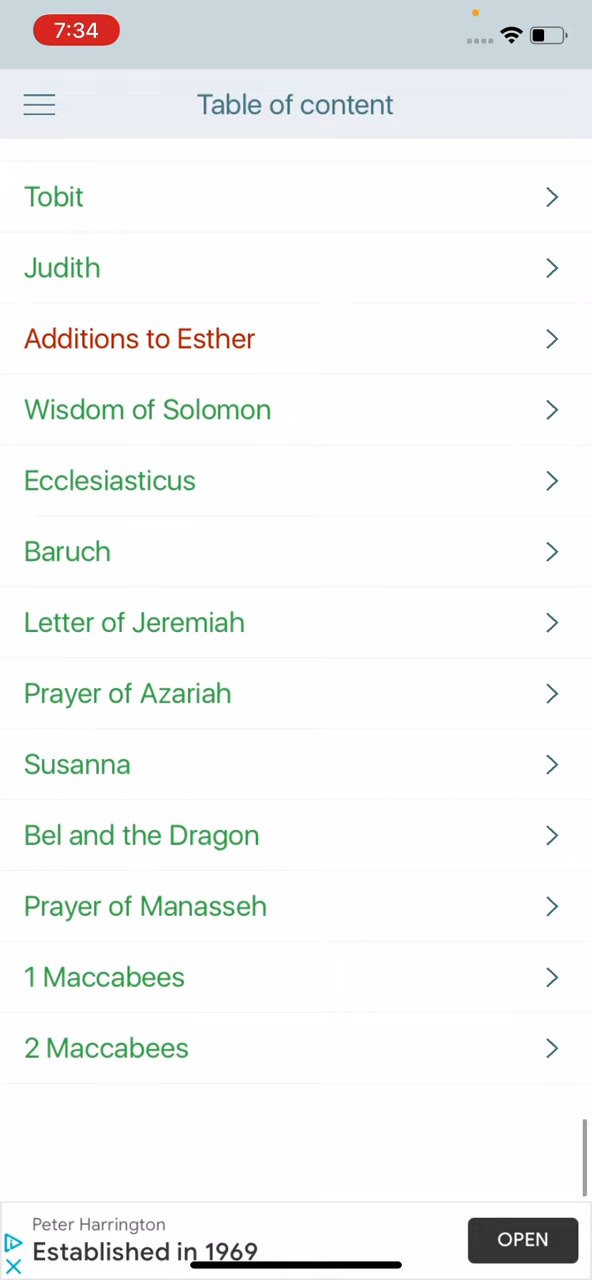 7:34
Table of content
Tobit
Judith
Additions to Esther
Wisdom of Solomon
Ecclesiasticus
Baruch
Letter of Jeremiah
Prayer of Azariah
Susanna
Bel and the Dragon
Prayer of Manasseh
1 Maccabees
2 Maccabees
Peter Harrington
Established in 1969
OPEN